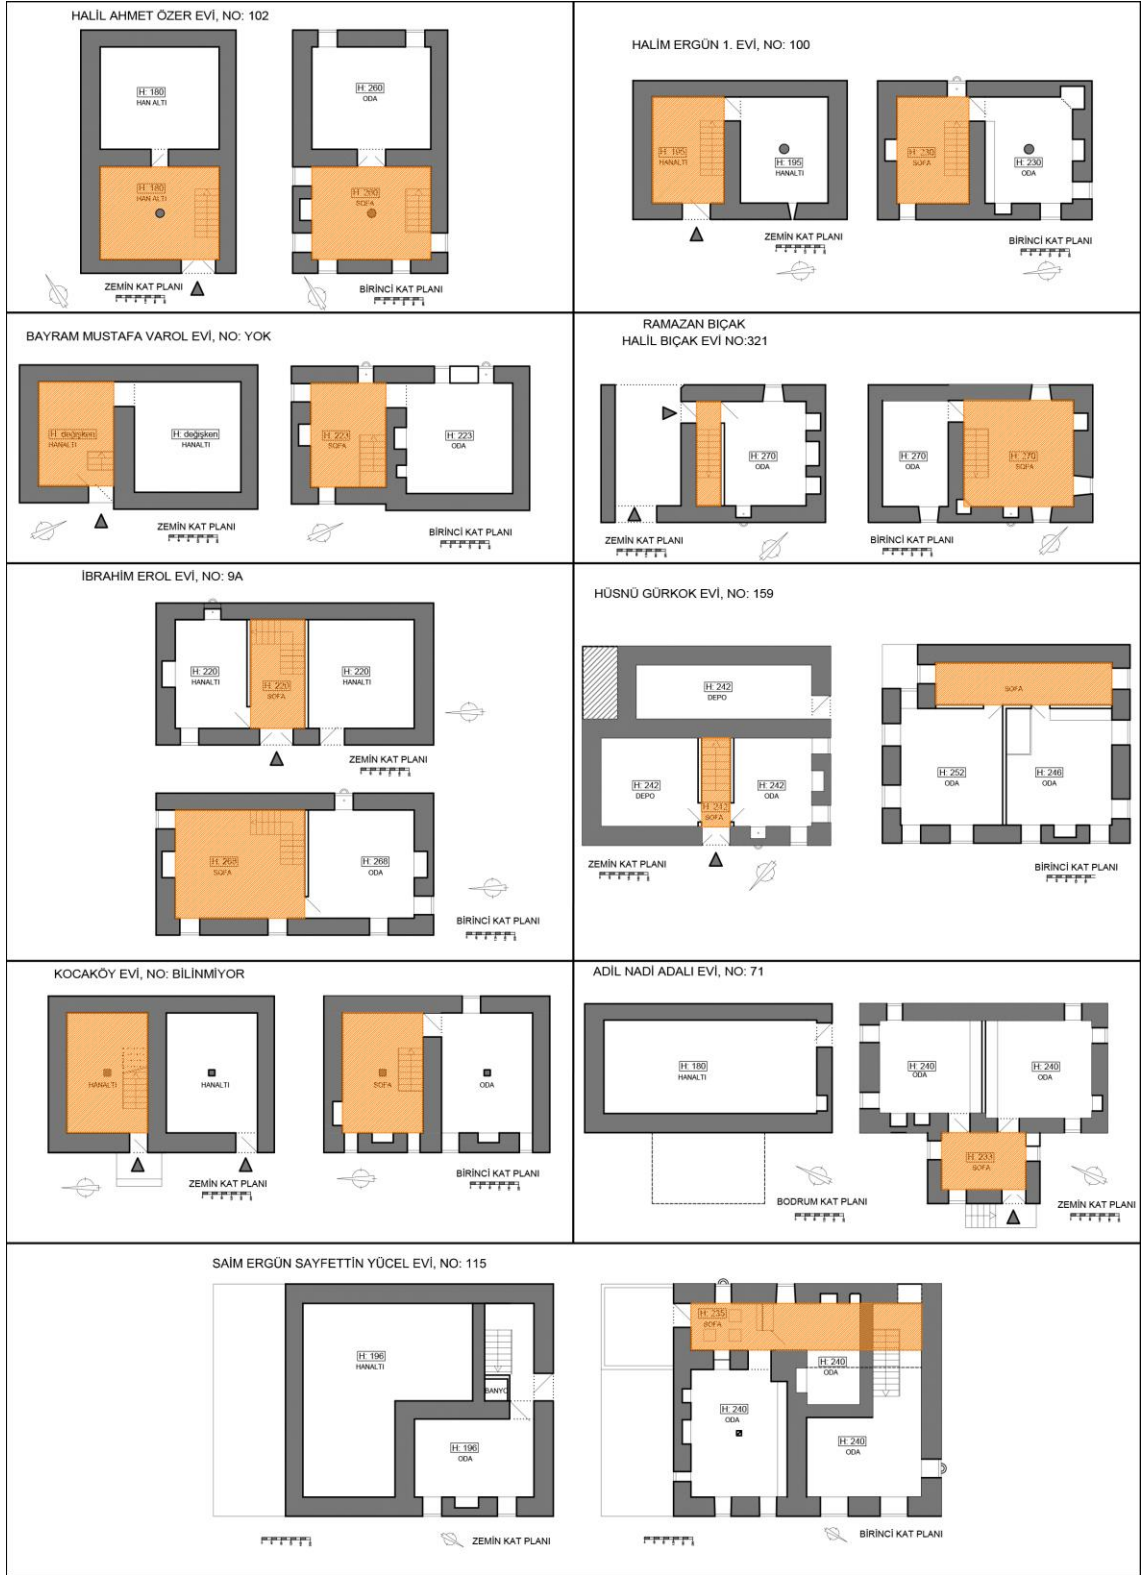 HALİL AHMET ÖZER EVİ, NO: 102
H: 180
HAN ALTI
H: 180
HAN ALTI
ZEMİN KAT PLANI
H: 260
ODA
H: 260
SOFA
BİRİNCİ KAT PLANI
HALİM ERGÜN 1. EVİ, NO: 100
H: 195
HANALTI
H: 195
HANALTI
ZEMİN KAT PLANI
H: 230
SOFA
H: 230
ODA
BİRİNCİ KAT PLANI
BAYRAM MUSTAFA VAROL EVİ, NO: YOK
H: değişken
HANALTI
H: değişken
HANALTI
ZEMİN KAT PLANI
H: 223
SOFA
H: 223
ODA
BİRİNCİ KAT PLANI
RAMAZAN BIÇAK
HALİL BIÇAK EVİ NO:321
H: 270
ODA
ZEMİN KAT PLANI
H: 270
ODA
H: 270
SOFA
BİRİNCİ KAT PLANI
İBRAHİM EROL EVİ, NO: 9A
H: 220
HANALTI
H: 220
SOFA
H: 220
HANALTI
ZEMİN KAT PLANI
H: 268
SOFA
H: 268
ODA
BİRİNCİ KAT PLANI
HÜSNÜ GÜRKOK EVİ, NO: 159
H: 242
DEPO
H: 242
DEPO
H: 242
SOFA
H: 242
ODA
ZEMİN KAT PLANI
SOFA
H: 252
ODA
H: 246
ODA
BİRİNCİ KAT PLANI
KOCAKÖY EVİ, NO: BİLİNMİYOR
HANALTI
HANALTI
ZEMİN KAT PLANI
SOFA
ODA
BİRİNCİ KAT PLANI
ADİL NADİ ADALI EVİ, NO: 71
H: 180
HANALTI
BODRUM KAT PLANI
H: 240
ODA
H: 240
ODA
H: 233
SOFA
ZEMİN KAT PLANI
SAİM ERGÜN SAYFETTİN YÜCEL EVİ, NO: 115
H: 196
HANALTI
BANYO
H: 196
ODA
ZEMİN KAT PLANI
H: 235
SOFA
H: 240
ODA
H: 240
ODA
H: 240
ODA
BİRİNCİ KAT PLANI